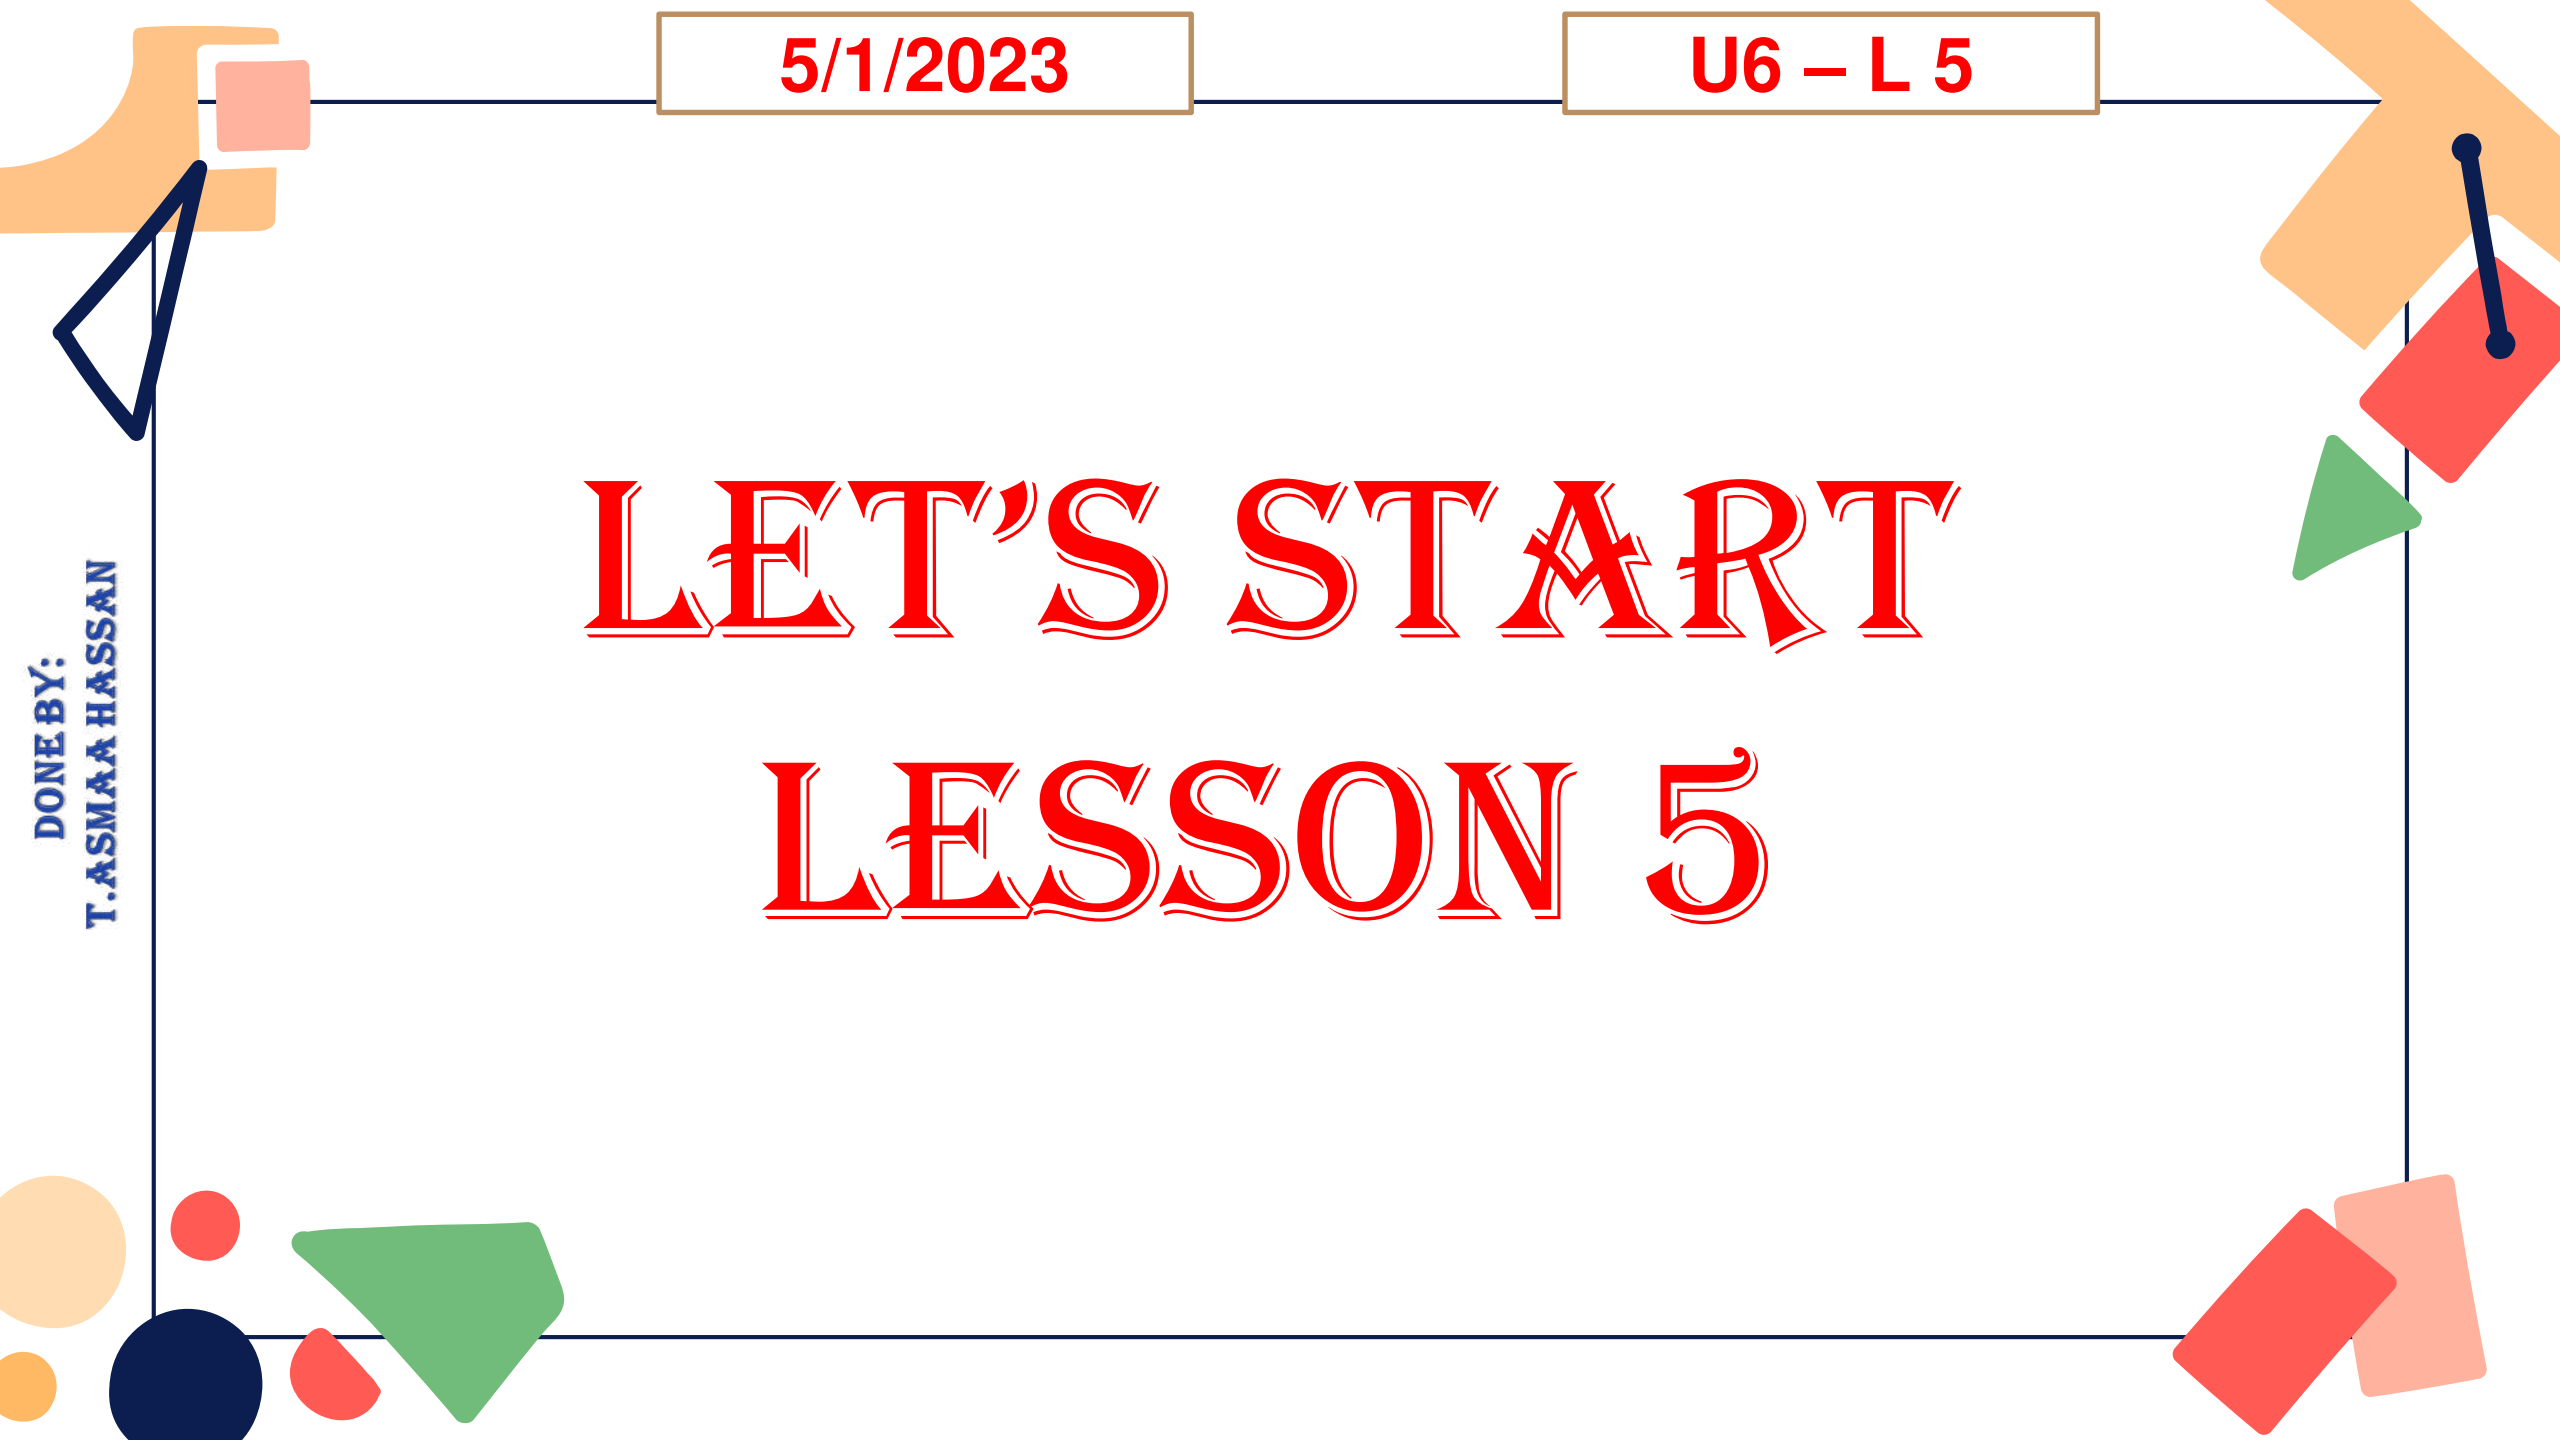 5/1/2023
U6 – L 5
LET’S START
LESSON 5
DONE BY:
T.ASMAA HASSAN